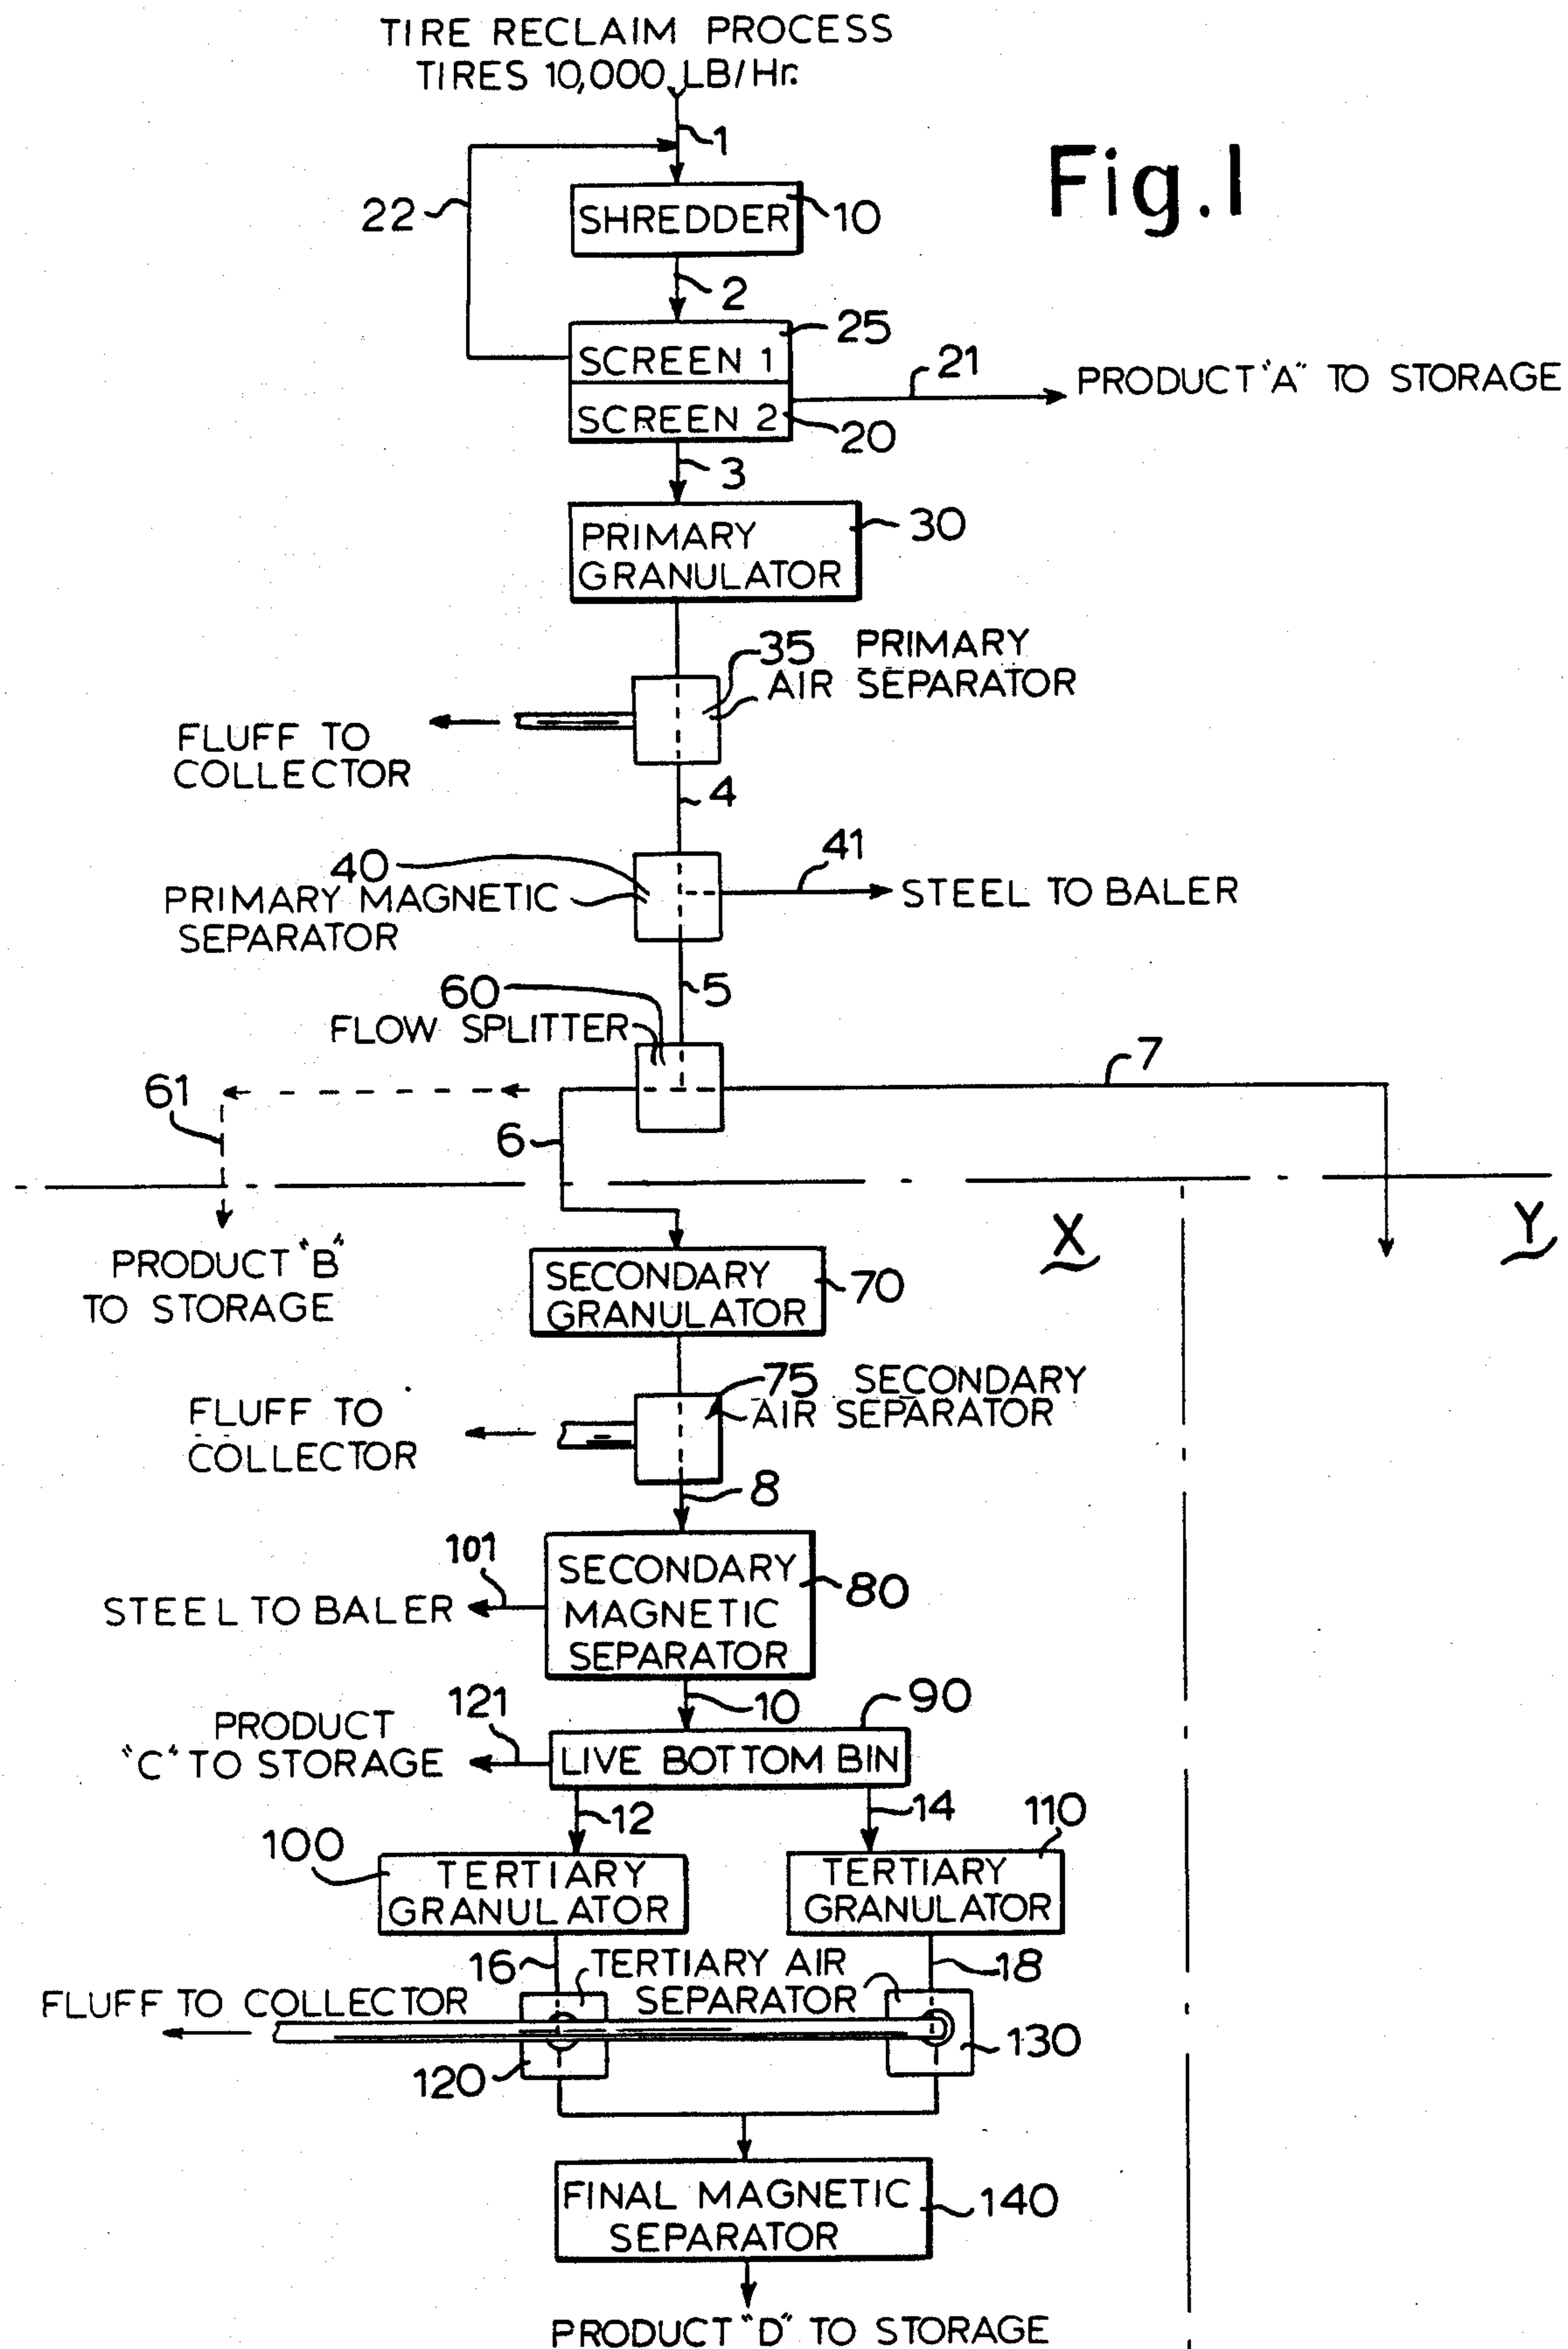 TIRE RECLAIM PROCESS
TIRES 10,000 LB/Hr.
1
Fig.1
22
SHREDDER
10
2
25
SCREEN 1
21
PRODUCT "A" TO STORAGE
SCREEN 2
20
3
PRIMARY
GRANULATOR
30
35 PRIMARY
AIR SEPARATOR
FLUFF TO
COLLECTOR
4
40
41
PRIMARY MAGNETIC
SEPARATOR
STEEL TO BALER
60
5
FLOW SPLITTER
7
61
6
X
Y
PRODUCT "B"
TO STORAGE
SECONDARY
GRANULATOR
70
75 SECONDARY
AIR SEPARATOR
FLUFF TO
COLLECTOR
8
101
STEEL TO BALER
SECONDARY
MAGNETIC
SEPARATOR
80
121
10
90
PRODUCT
"C" TO STORAGE
LIVE BOTTOM BIN
12
14
110
100
TERTIARY
GRANULATOR
TERTIARY
GRANULATOR
16
TERTIARY AIR
SEPARATOR
18
FLUFF TO COLLECTOR
120
130
FINAL MAGNETIC
SEPARATOR
140
PRODUCT "D" TO STORAGE